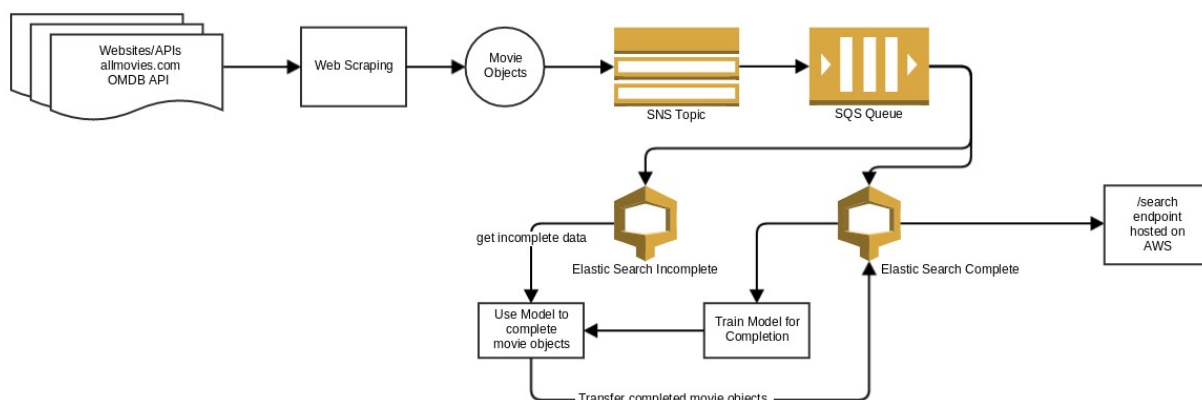 Websites/APIs
allmovies.com
OMDB API
Web Scraping
Movie
Objects
SNS Topic
SQS Queue
/search
endpoint
hosted on
AWS
get incomplete data
Elastic Search Incomplete
Elastic Search Complete
Use Model to
complete
movie objects
Train Model for
Completion
Transfer completed movie objects